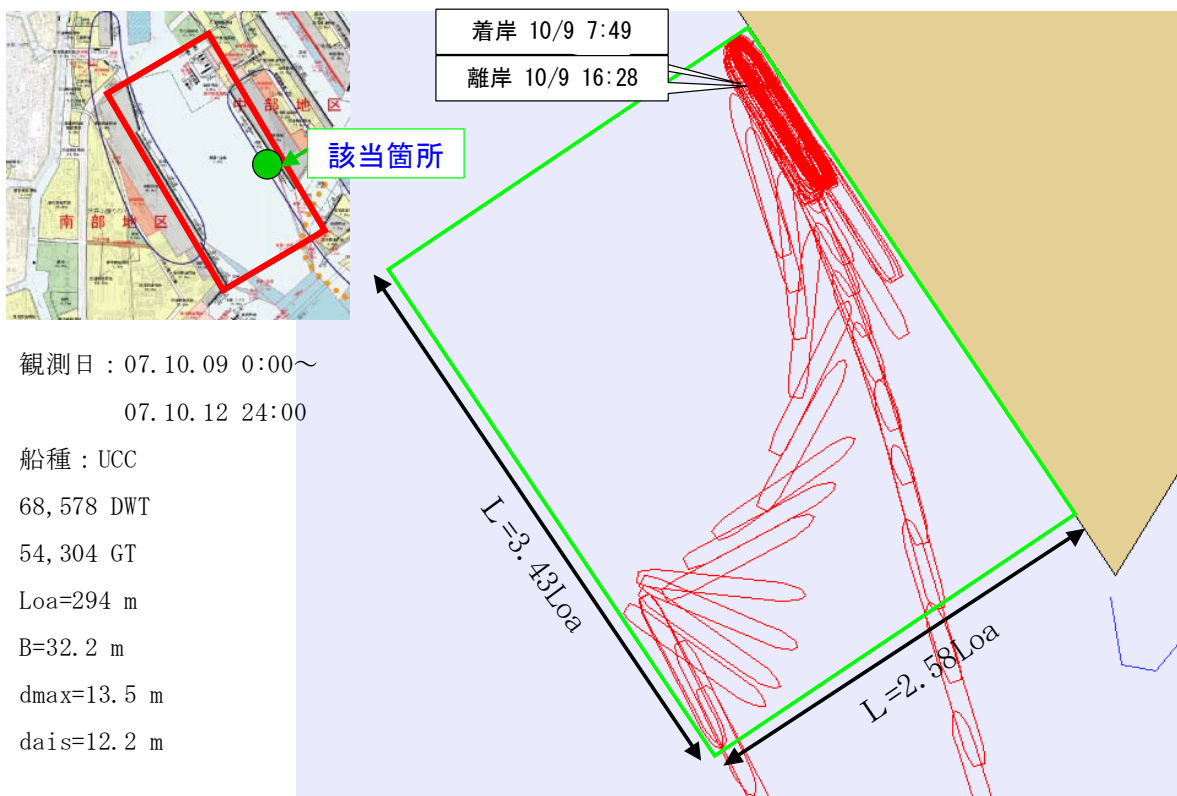 着岸 10/9 7:49
離岸 10/9 16:28
中部地区
該当箇所
南部地区
観測日：07.10.09 0:00～
07.10.12 24:00
船種：UCC
68,578 DWT
54,304 GT
Loa=294 m
B=32.2 m
dmax=13.5 m
dais=12.2 m
L=3.43Loa
L=2.58Loa